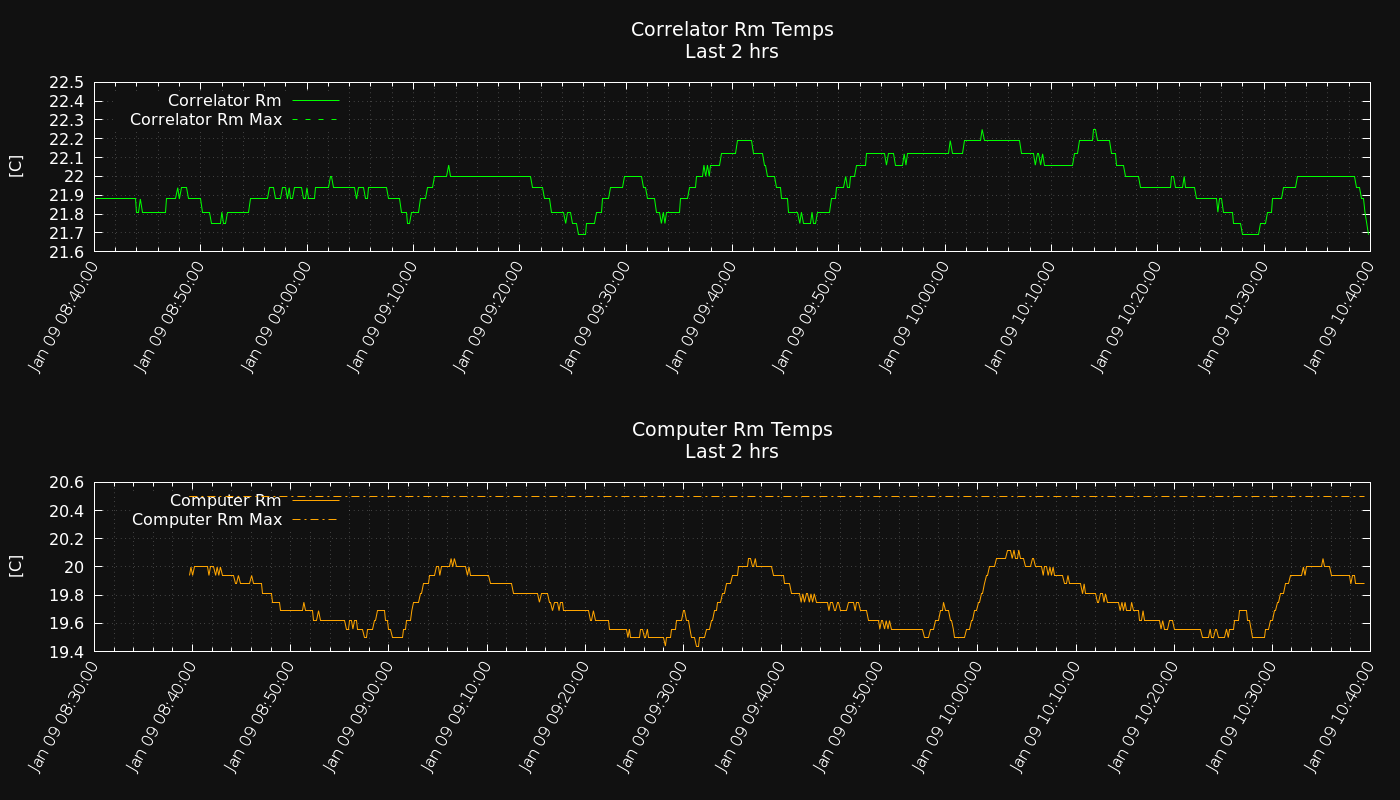 Correlator Rm Temps
Last 2 hrs
22.5
22.4
22.3
22.2
22.1
22
21.9
21.8
21.7
21.6
[C]
Correlator Rm
Correlator Rm Max
Jan 09 08:40:00
Jan 09 08:50:00
Jan 09 09:00:00
Jan 09 09:10:00
Jan 09 09:20:00
Jan 09 09:30:00
Jan 09 09:40:00
Jan 09 09:50:00
Jan 09 10:00:00
Jan 09 10:10:00
Jan 09 10:20:00
Jan 09 10:30:00
Jan 09 10:40:00
Computer Rm Temps
Last 2 hrs
20.6
20.4
20.2
20
19.8
19.6
19.4
[C]
Computer Rm
Computer Rm Max
Jan 09 08:30:00
Jan 09 08:40:00
Jan 09 08:50:00
Jan 09 09:00:00
Jan 09 09:10:00
Jan 09 09:20:00
Jan 09 09:30:00
Jan 09 09:40:00
Jan 09 09:50:00
Jan 09 10:00:00
Jan 09 10:10:00
Jan 09 10:20:00
Jan 09 10:30:00
Jan 09 10:40:00